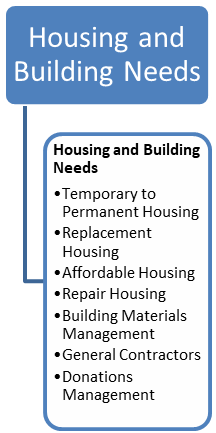 Housing and
Building Needs
Housing and Building
Needs
•Temporary to
Permanent Housing
•Replacement
Housing
•Affordable Housing
•Repair Housing
•Building Materials
Management
•General Contractors
•Donations
Management